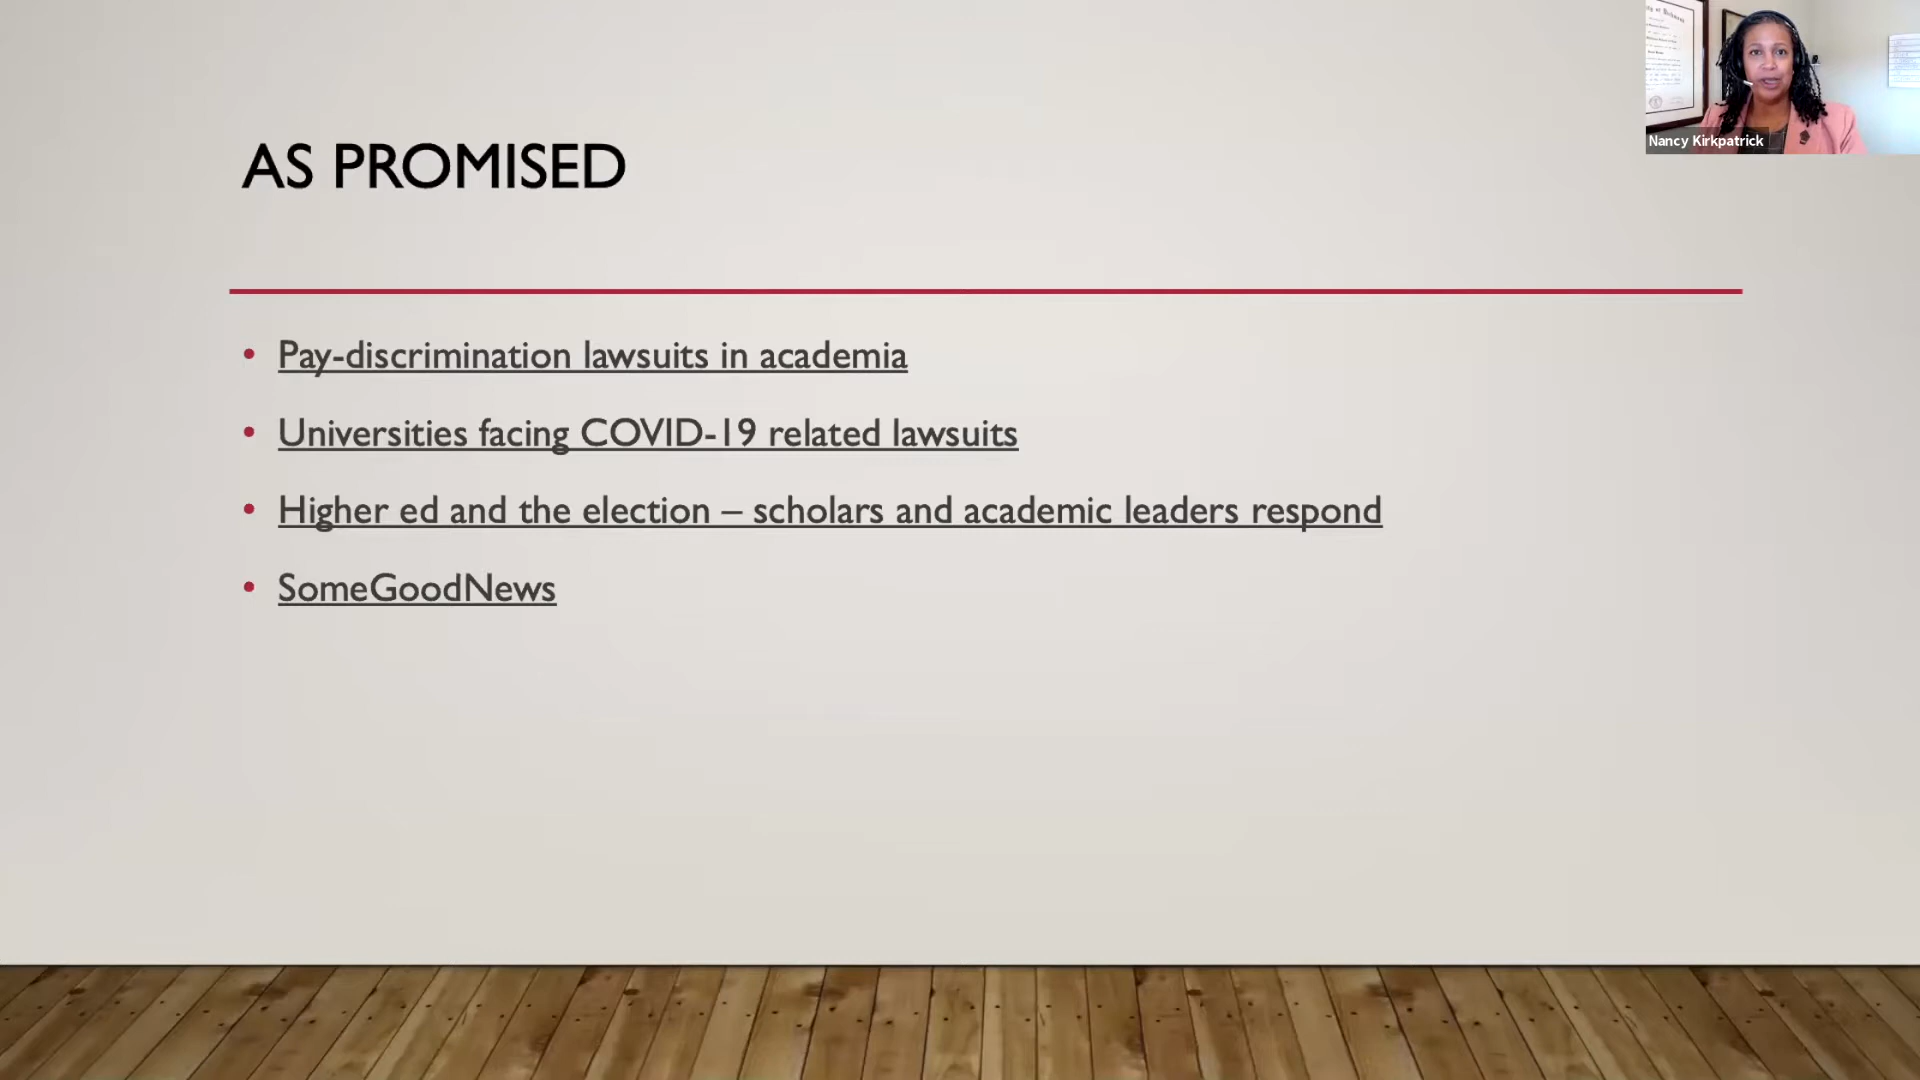 AS PROMISED
• Pay-discrimination lawsuits in academia
• Universities facing COVID-19 related lawsuits
• Higher ed and the election – scholars and academic leaders respond
• SomeGoodNews
Nancy Kirkpatrick